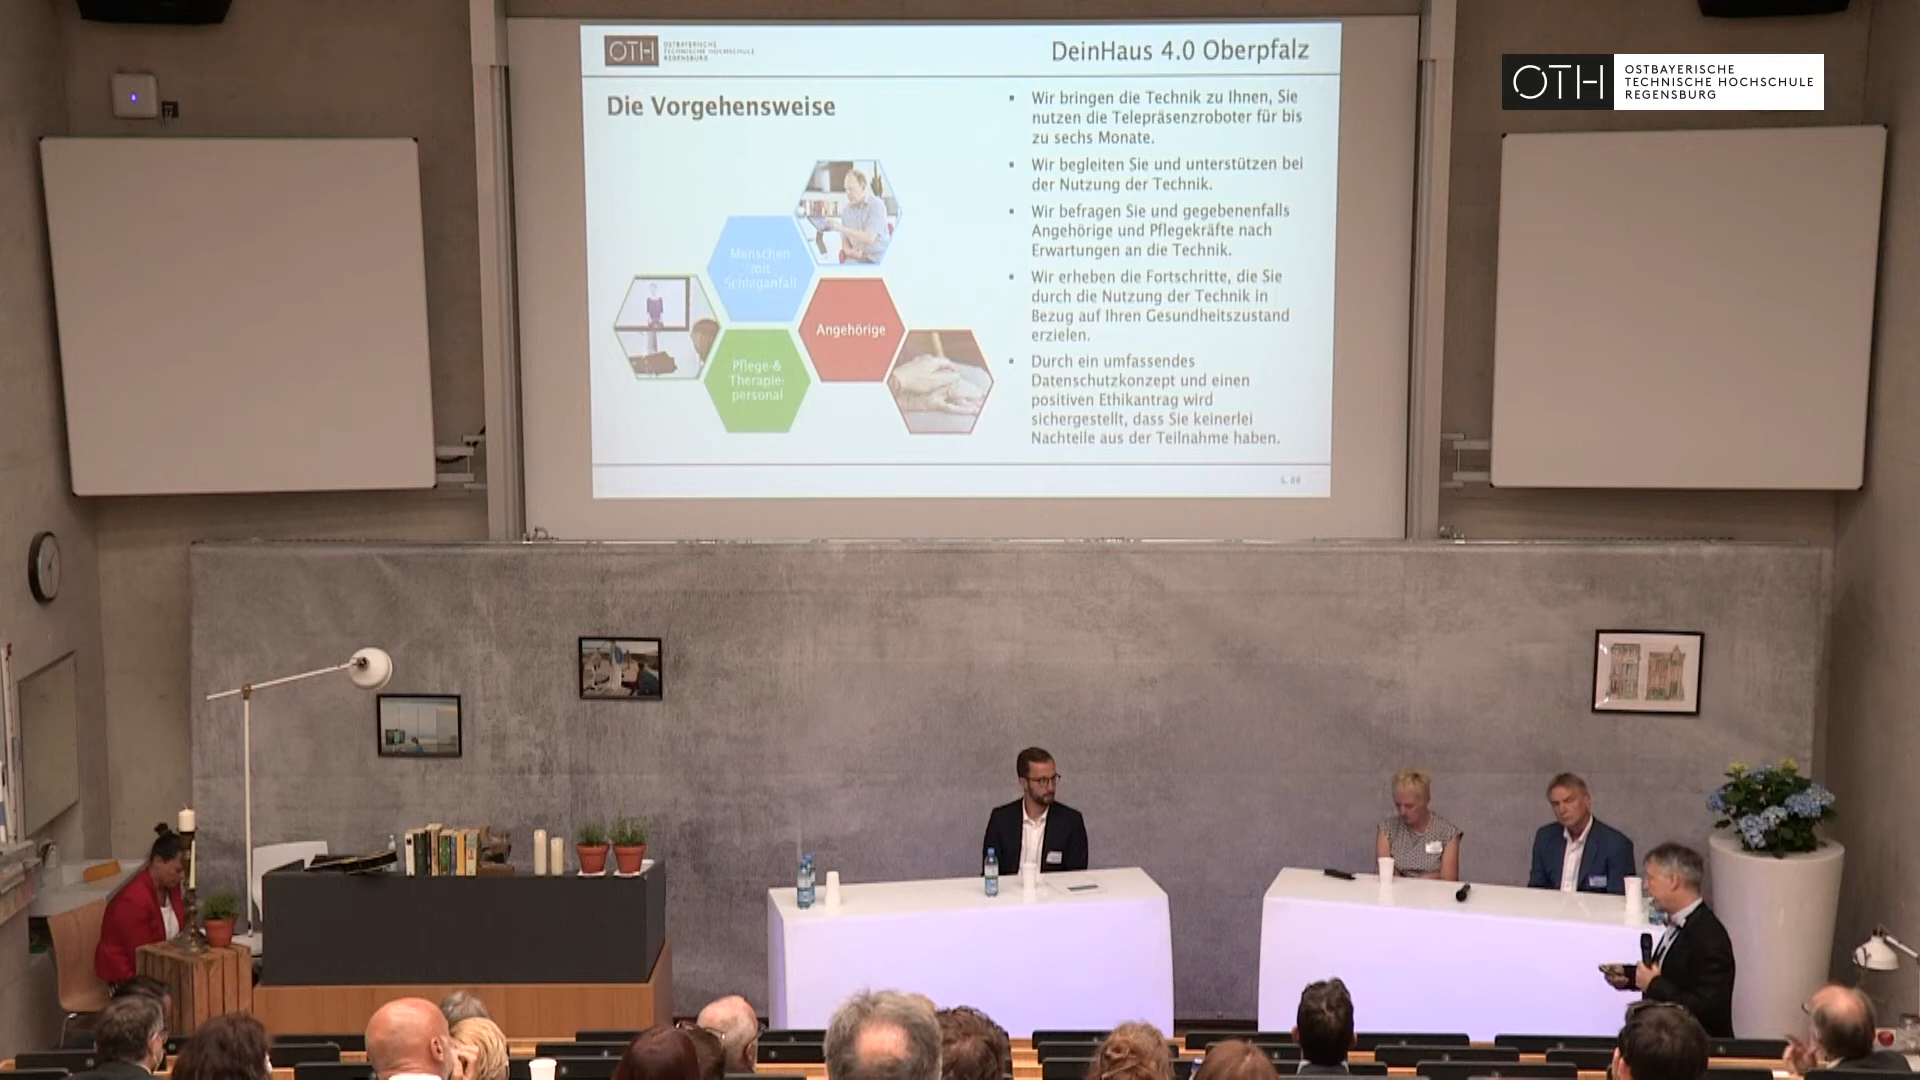 OTH
OSTBAYERISCHE
TECHNISCHE HOCHSCHULE
REGENSBURG
DeinHaus 4.0 Oberpfalz
Die Vorgehensweise
Menschen
mit
Schlaganfall
Angehörige
Pflege-&
Therapie-
personal
▪ Wir bringen die Technik zu Ihnen, Sie
nutzen die Telepräsenzroboter für bis
zu sechs Monate.
▪ Wir begleiten Sie und unterstützen bei
der Nutzung der Technik.
▪ Wir befragen Sie und gegebenenfalls
Angehörige und Pflegekräfte nach
Erwartungen an die Technik.
▪ Wir erheben die Fortschritte, die Sie
durch die Nutzung der Technik in
Bezug auf Ihren Gesundheitszustand
erzielen.
▪ Durch ein umfassendes
Datenschutzkonzept und einen
positiven Ethikantrag wird
sichergestellt, dass Sie keinerlei
Nachteile aus der Teilnahme haben.
OTH
OSTBAYERISCHE
TECHNISCHE HOCHSCHULE
REGENSBURG